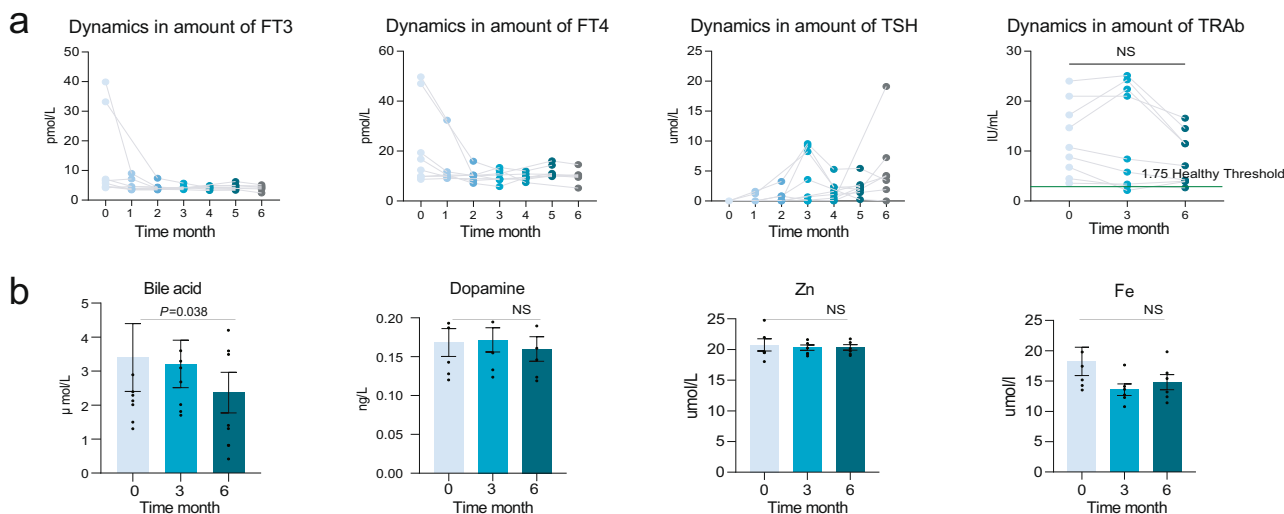 a
Dynamics in amount of FT3
50
40
30
20
10
0
pmol/L
0 1 2 3 4 5 6
Time month
Dynamics in amount of FT4
60
40
20
0
pmol/L
0 1 2 3 4 5 6
Time month
Dynamics in amount of TSH
25
20
15
10
5
0
umol/L
0 1 2 3 4 5 6
Time month
Dynamics in amount of TRAb
NS
30
20
10
0
IU/mL
1.75 Healthy Threshold
0 3 6
Time month
b
Bile acid
P=0.038
5
4
3
2
1
0
μ mol/L
0 3 6
Time month
Dopamine
NS
0.20
0.15
0.10
0.05
0.00
ng/L
0 3 6
Time month
Zn
NS
25
20
15
10
5
0
umol/L
0 3 6
Time month
Fe
NS
25
20
15
10
5
0
umol/l
0 3 6
Time month